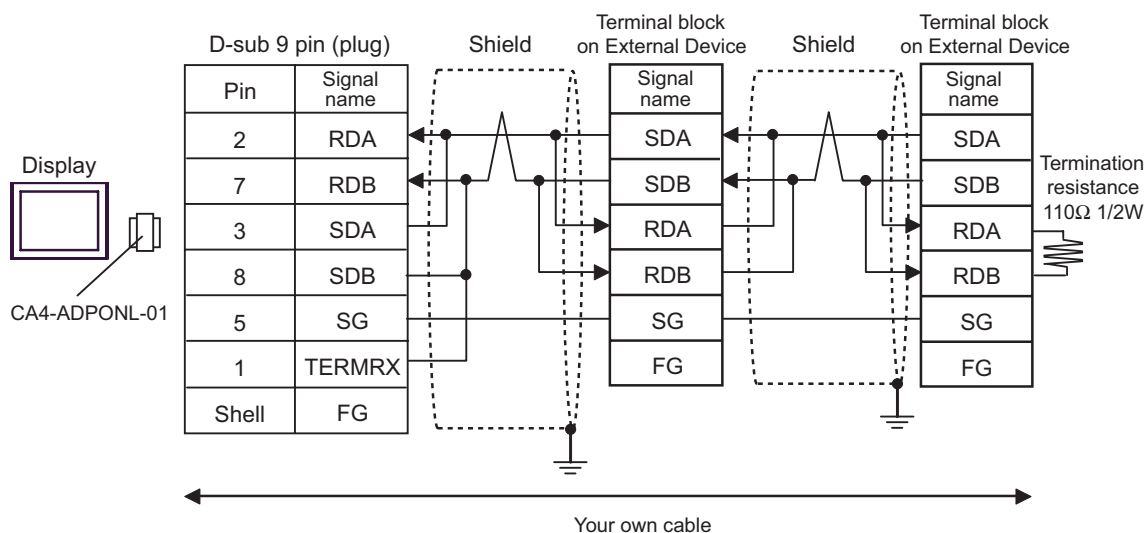 D-sub 9 pin (plug)
Shield
Terminal block
on External Device
Shield
Terminal block
on External Device
Pin
Signal
name
2
RDA
7
RDB
3
SDA
8
SDB
5
SG
1
TERMRX
Shell
FG
Signal
name
SDA
SDB
RDA
RDB
SG
FG
Signal
name
SDA
SDB
RDA
RDB
SG
FG
Display
CA4-ADPONL-01
Termination
resistance
110Ω 1/2W
Your own cable